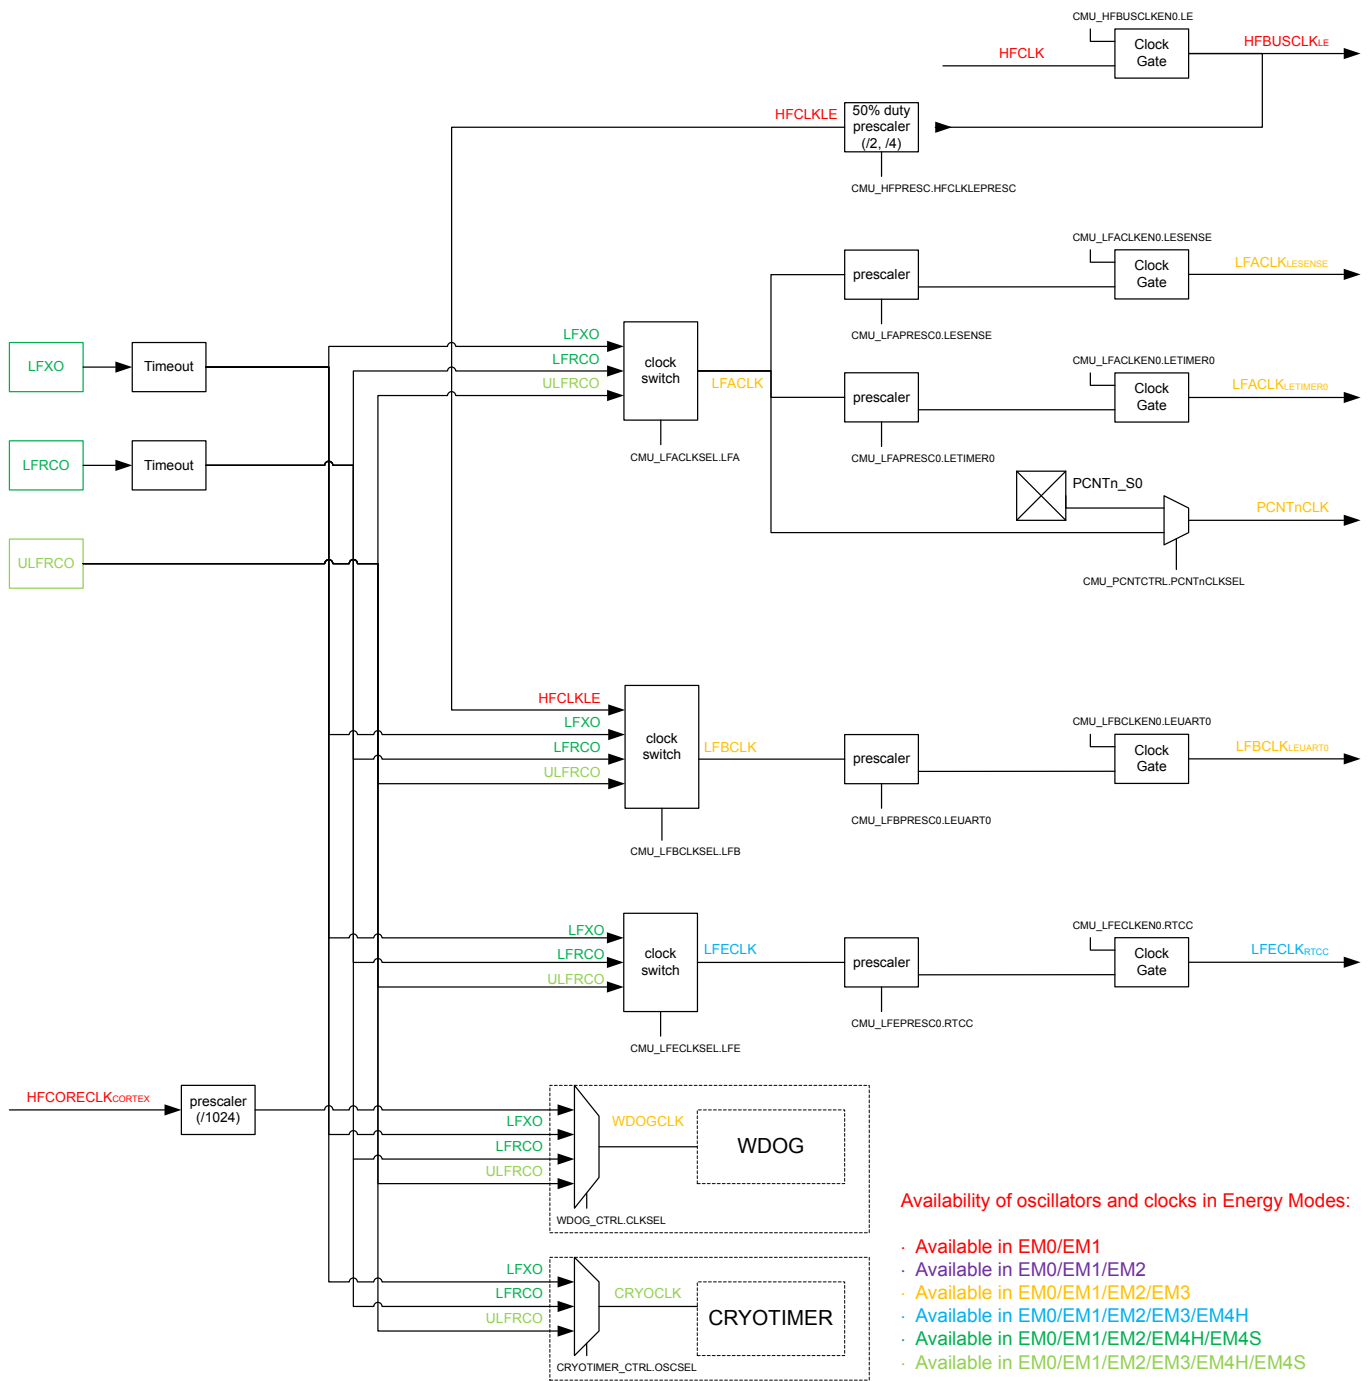 CMU_HFBUSCLKEN0.LE
HFCLK
Clock
Gate
HFBUSCLKLE
HFCLKLE
50% duty
prescaler
(/2, /4)
CMU_HFPRESC.HFCLKLEPRESC
CMU_LFACLKEN0.LESENSE
prescaler
Clock
Gate
LFACLKLESENSE
CMU_LFAPRESC0.LESENSE
LFXO
Timeout
LFXO
LFRCO
ULFRCO
clock
switch
LFACLK
CMU_LFACLKSEL.LFA
CMU_LFACLKEN0.LETIMER0
prescaler
Clock
Gate
LFACLKLETIMER0
CMU_LFAPRESC0.LETIMER0
LFRCO
Timeout
PCNTn_S0
PCNTnCLK
CMU_PCNTCTRL.PCNTnCLKSEL
ULFRCO
HFCLKLE
LFXO
LFRCO
ULFRCO
clock
switch
LFBCLK
CMU_LFBCLKSEL.LFB
prescaler
CMU_LFBPRESC0.LEUART0
CMU_LFBCLKEN0.LEUART0
Clock
Gate
LFBCLKLEUART0
LFXO
LFRCO
ULFRCO
clock
switch
LFECLK
CMU_LFECLKSEL.LFE
prescaler
CMU_LFEPRESC0.RTCC
CMU_LFECLKEN0.RTCC
Clock
Gate
LFECLKRTCC
HFCORECLKCORTEX
prescaler
(/1024)
LFXO
LFRCO
ULFRCO
WDOGCLK
WDOG
WDOG_CTRL.CLKSEL
LFXO
LFRCO
ULFRCO
CRYOCLK
CRYOTIMER
CRYOTIMER_CTRL.OSCSEL
Availability of oscillators and clocks in Energy Modes:
· Available in EM0/EM1
· Available in EM0/EM1/EM2
· Available in EM0/EM1/EM2/EM3
· Available in EM0/EM1/EM2/EM3/EM4H
· Available in EM0/EM1/EM2/EM4H/EM4S
· Available in EM0/EM1/EM2/EM3/EM4H/EM4S